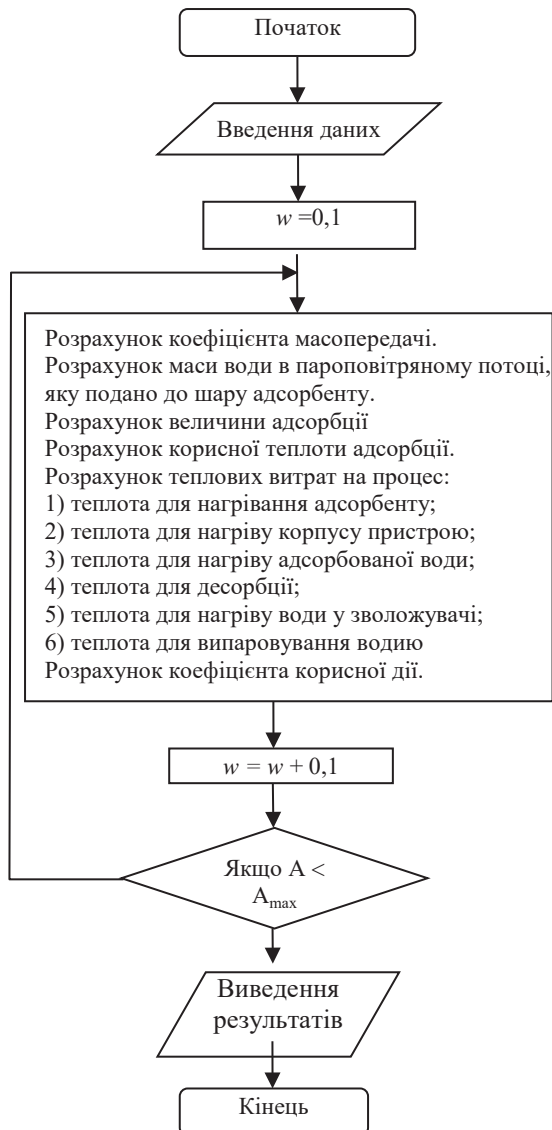 Початок
Введення даних
w =0,1
Розрахунок коефіцієнта масопередачі.
Розрахунок маси води в пароповітряному потоці,
яку подано до шару адсорбенту.
Розрахунок величини адсорбції
Розрахунок корисної теплоти адсорбції.
Розрахунок теплових витрат на процес:
1) теплота для нагрівання адсорбенту;
2) теплота для нагріву корпусу пристрою;
3) теплота для нагріву адсорбованої води;
4) теплота для десорбції;
5) теплота для нагріву води у зволожувачі;
6) теплота для випаровування водию
Розрахунок коефіцієнта корисної дії.
w = w + 0,1
Якщо A <
Amax
Виведення
результатів
Кінець